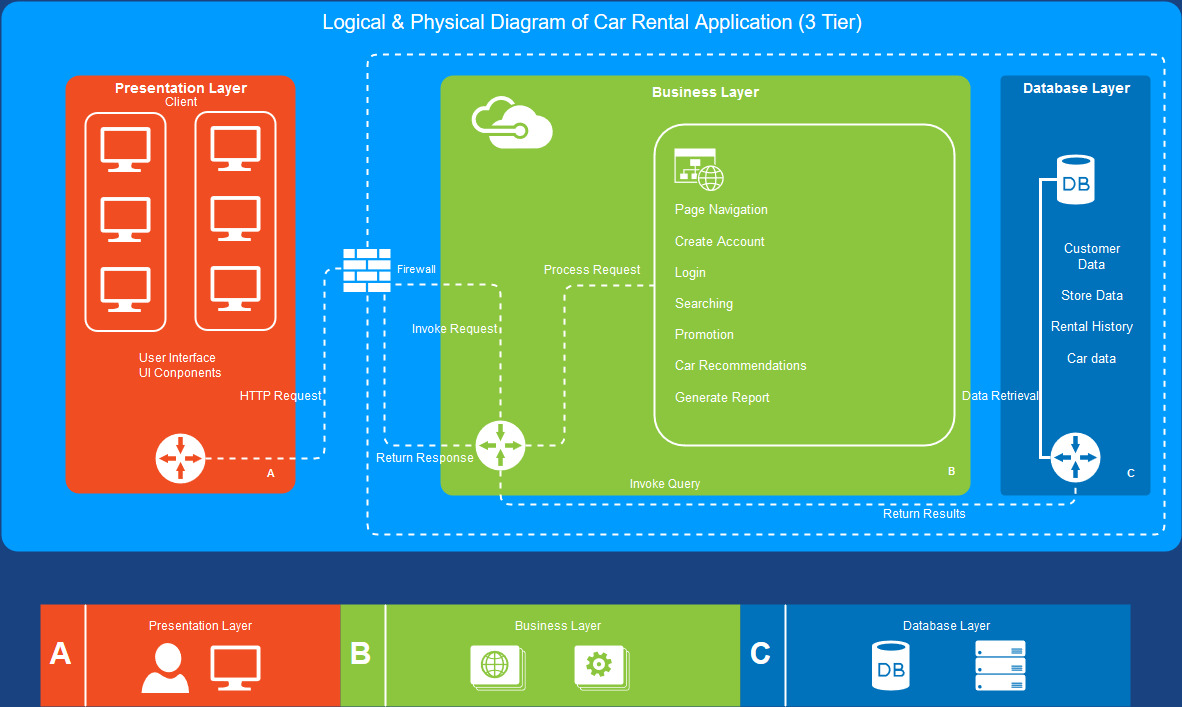 Logical & Physical Diagram of Car Rental Application (3 Tier)
Presentation Layer
Client
User Interface
UI Conponents
HTTP Request
A
Firewall
Invoke Request
Return Response
Business Layer
Process Request
Page Navigation
Create Account
Login
Searching
Promotion
Car Recommendations
Generate Report
B
Invoke Query
Return Results
Data Retrieval
Database Layer
DB
Customer
Data
Store Data
Rental History
Car data
C
A
Presentation Layer
B
Business Layer
C
Database Layer
DB